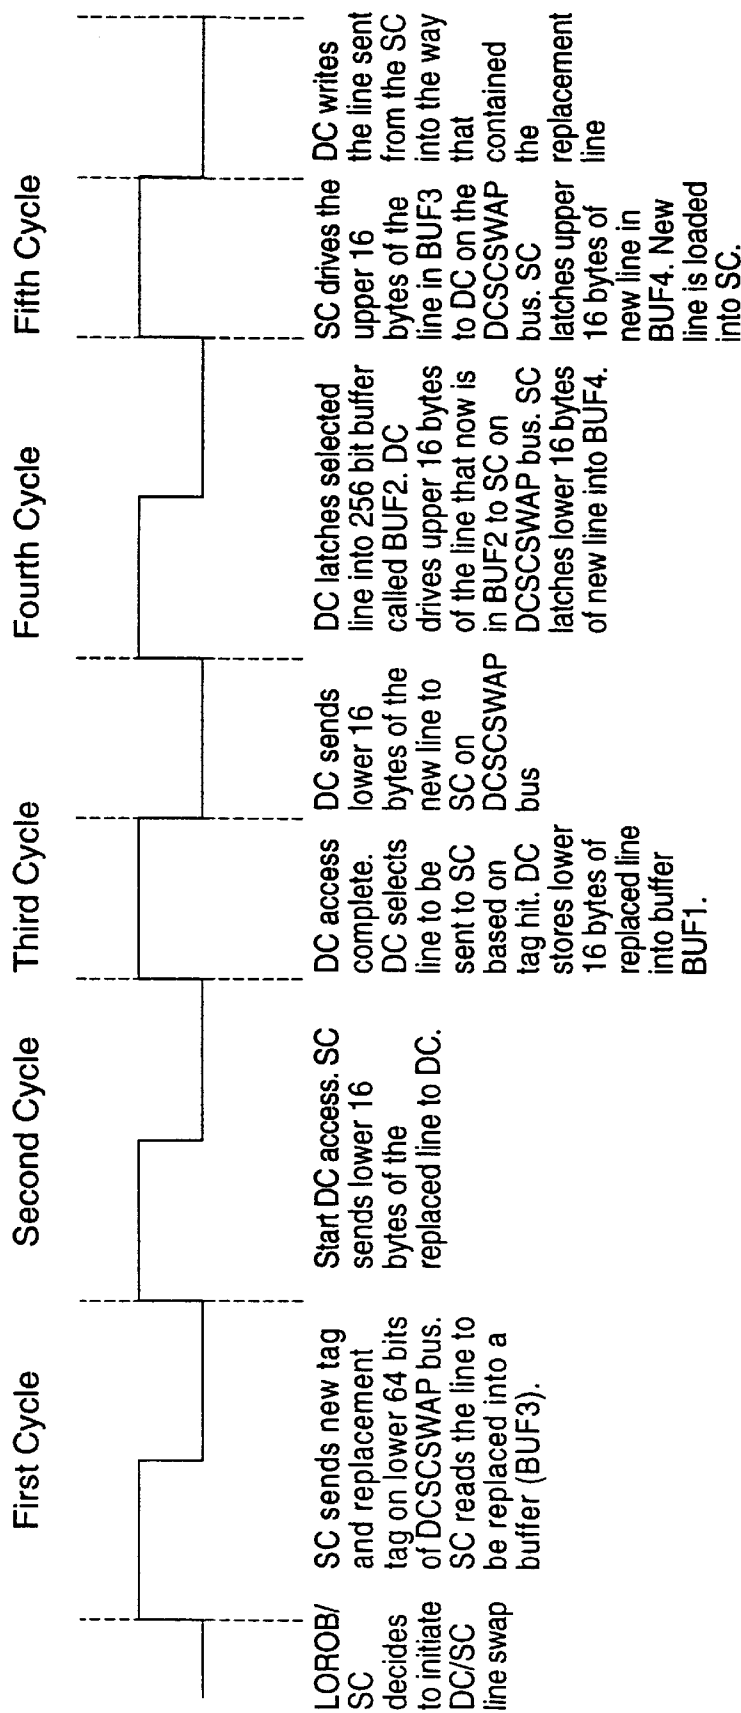 First Cycle
Second Cycle
Third Cycle
Fourth Cycle
Fifth Cycle
LOROB/
SC
decides
to initiate
DC/SC
line swap
SC sends new tag
and replacement
tag on lower 64 bits
of DCSCSWAP bus.
SC reads the line to
be replaced into a
buffer (BUF3).
Start DC access. SC
sends lower 16
bytes of the
replaced line to DC.
DC access
complete.
DC selects
line to be
sent to SC
based on
tag hit. DC
stores lower
16 bytes of
replaced line
into buffer
BUF1.
DC sends
lower 16
bytes of the
new line to
SC on
DCSCSWAP
bus
DC latches selected
line into 256 bit buffer
called BUF2. DC
drives upper 16 bytes
of the line that now is
in BUF2 to SC on
DCSCSWAP bus. SC
latches lower 16 bytes
of new line into BUF4.
SC drives the
upper 16
bytes of the
line in BUF3
to DC on the
DCSCSWAP
bus. SC
latches upper
16 bytes of
new line in
BUF4. New
line is loaded
into SC.
DC writes
the line sent
from the SC
into the way
that
contained
the
replacement
line